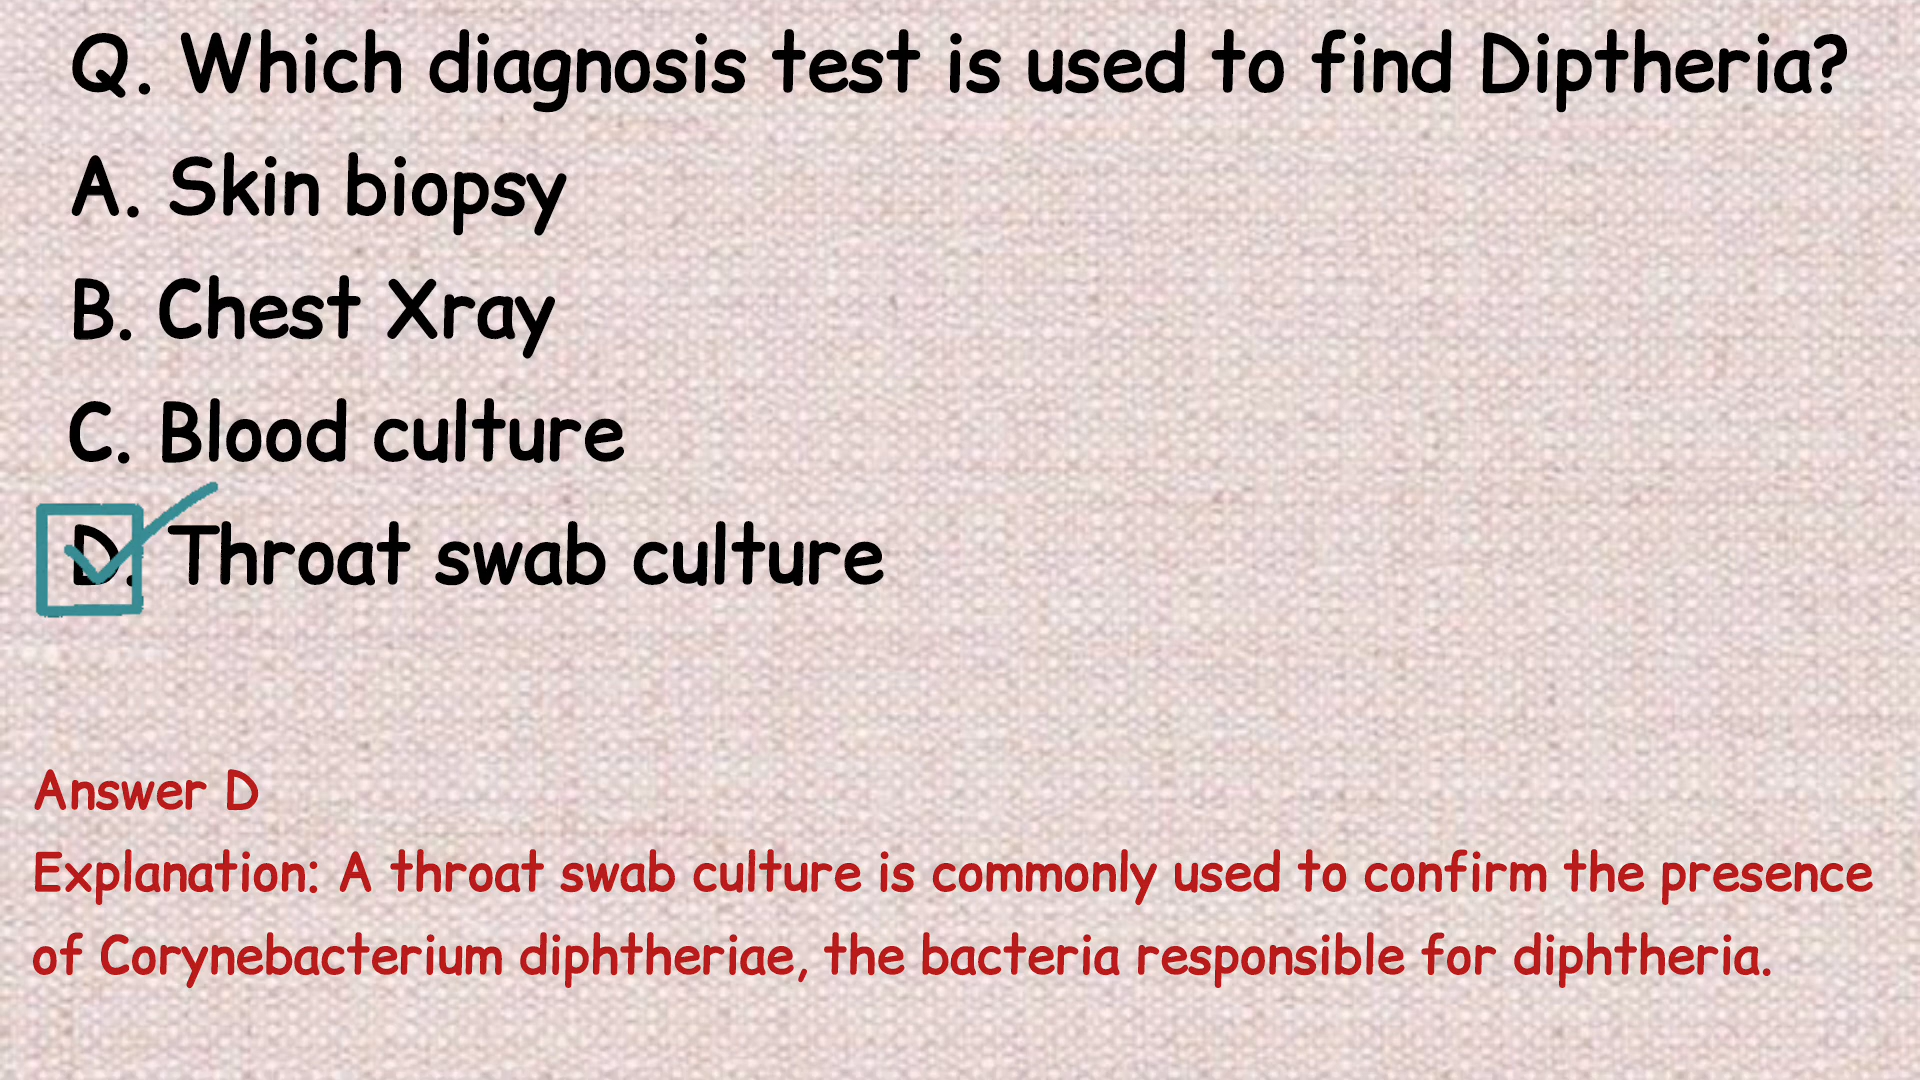 Q. Which diagnosis test is used to find Diptheria?
A. Skin biopsy
B. Chest Xray
C. Blood culture
D. Throat swab culture
Answer D
Explanation: A throat swab culture is commonly used to confirm the presence
of Corynebacterium diphtheriae, the bacteria responsible for diphtheria.